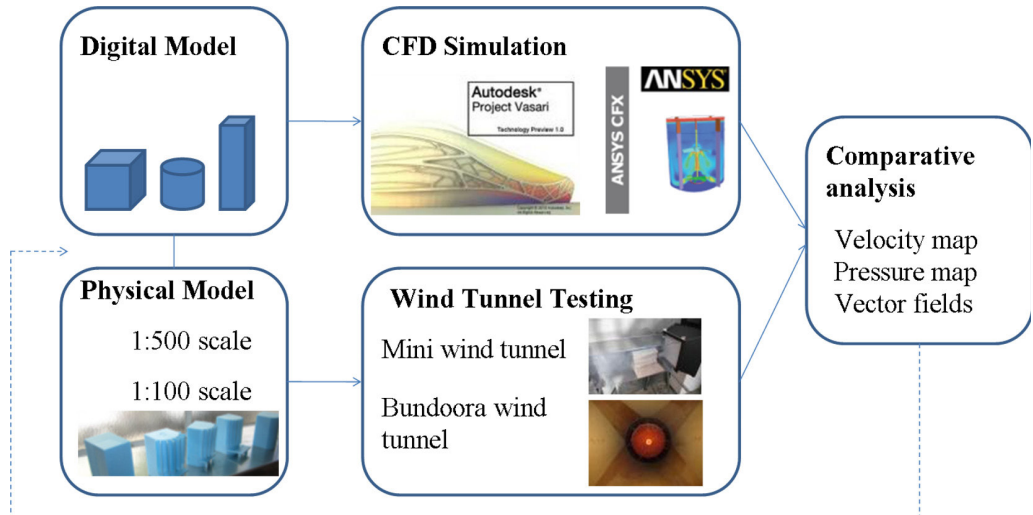 Digital Model
CFD Simulation
Autodesk®
Project Vasari
Technology Preview 1.0
ANSYS CFX
ANSYS
Comparative
analysis
Velocity map
Pressure map
Vector fields
Physical Model
1:500 scale
1:100 scale
Wind Tunnel Testing
Mini wind tunnel
Bundoora wind
tunnel